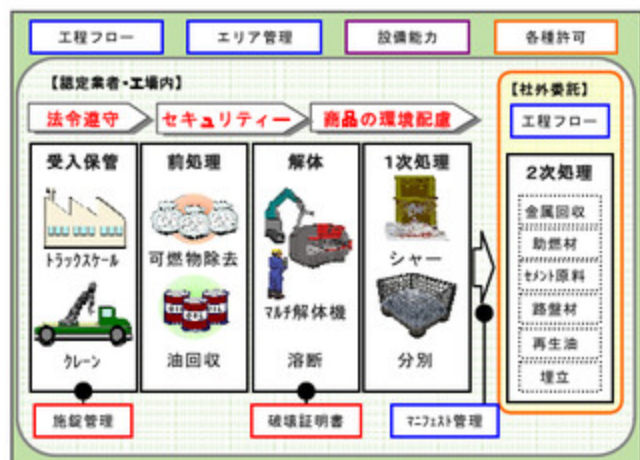 工程フロー
エリア管理
設備能力
各種許可
【認定業者・工場内】
法令遵守
セキュリティー
商品の環境配慮
受入保管
トラックスケール
クレーン
前処理
可燃物除去
油回収
解体
マルチ解体機
溶断
1次処理
シャー
分別
【社外委託】
工程フロー
2次処理
金属回収
助燃材
セメント原料
路盤材
再生油
埋立
施錠管理
破壊証明書
マニフェスト管理